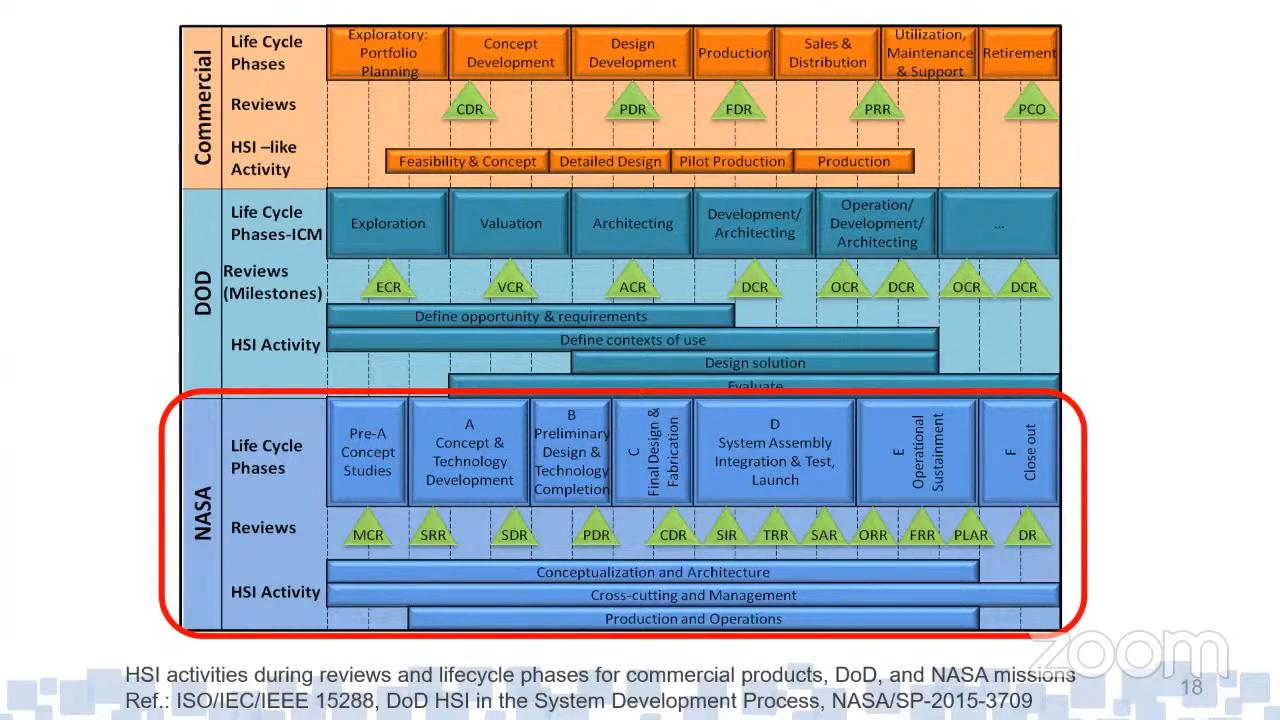 Commercial
Life Cycle
Phases
Exploratory:
Portfolio
Planning
Concept
Development
Design
Development
Production
Sales &
Distribution
Utilization,
Maintenance
& Support
Retirement
Reviews
CDR
PDR
FDR
PRR
PCO
HSI –like
Activity
Feasibility & Concept
Detailed Design
Pilot Production
Production
DOD
Life Cycle
Phases-ICM
Exploration
Valuation
Architecting
Development/
Architecting
Operation/
Development/
Architecting
...
Reviews
(Milestones)
ECR
VCR
ACR
DCR
OCR
DCR
OCR
DCR
HSI Activity
Define opportunity & requirements
Define contexts of use
Design solution
Evaluate
NASA
Life Cycle
Phases
Pre-A
Concept
Studies
A
Concept &
Technology
Development
B
Preliminary
Design &
Technology
Completion
C
Final Design &
Fabrication
D
System Assembly
Integration & Test,
Launch
E
Operational
Sustainment
F
Close out
Reviews
MCR
SRR
SDR
PDR
CDR
SIR
TRR
SAR
ORR
FRR
PLAR
DR
HSI Activity
Conceptualization and Architecture
Cross-cutting and Management
Production and Operations
zoom
HSI activities during reviews and lifecycle phases for commercial products, DoD, and NASA missions
Ref.: ISO/IEC/IEEE 15288, DoD HSI in the System Development Process, NASA/SP-2015-3709
18